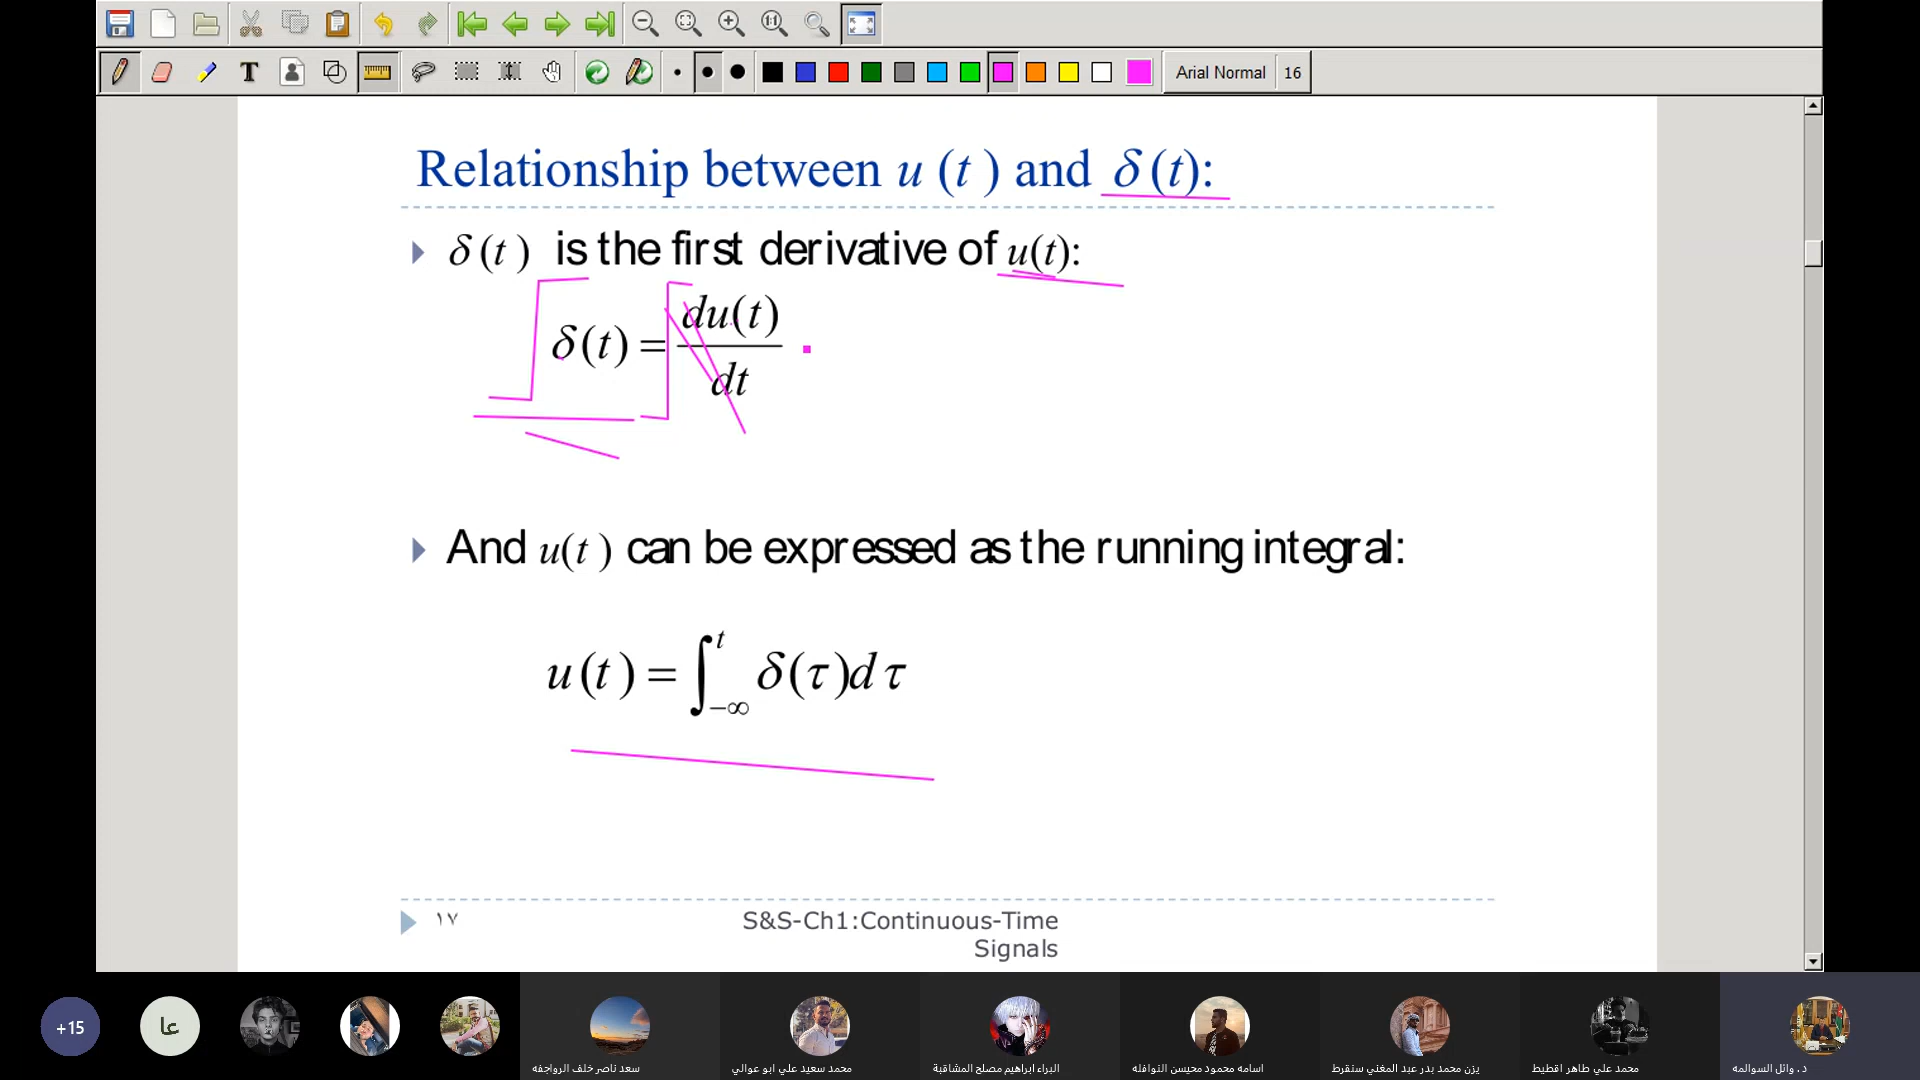 T
1:1
Arial Normal 16
Relationship between u (t ) and δ (t):
δ (t ) is the first derivative of u(t):
δ(t) = du(t)/dt
And u(t ) can be expressed as the running integral:
u(t) = ∫_{-∞}^{t} δ(τ)dτ
١٧
S&S-Ch1:Continuous-Time
Signals
+15
عا
سعد ناصر خلف الرواجفه
محمد سعيد علي ابو عوالي
البراء ابراهيم مصلح المشاقبة
اسامه محمود محيسن النوافله
يزن محمد بدر عبد المغني سنقرط
محمد علي طاهر اقطيط
د. وائل السوالمه